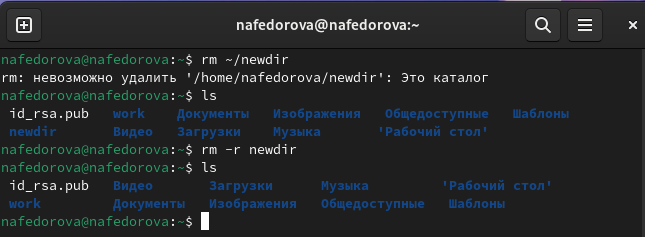 nafedorova@nafedorova:~
nafedorova@nafedorova:~$ rm ~/newdir
rm: невозможно удалить '/home/nafedorova/newdir': Это каталог
nafedorova@nafedorova:~$ ls
id_rsa.pub work Документы Изображения Общедоступные Шаблоны
newdir Видео Загрузки Музыка 'Рабочий стол'
nafedorova@nafedorova:~$ rm -r newdir
nafedorova@nafedorova:~$ ls
id_rsa.pub Видео Загрузки Музыка 'Рабочий стол'
work Документы Изображения Общедоступные Шаблоны
nafedorova@nafedorova:~$